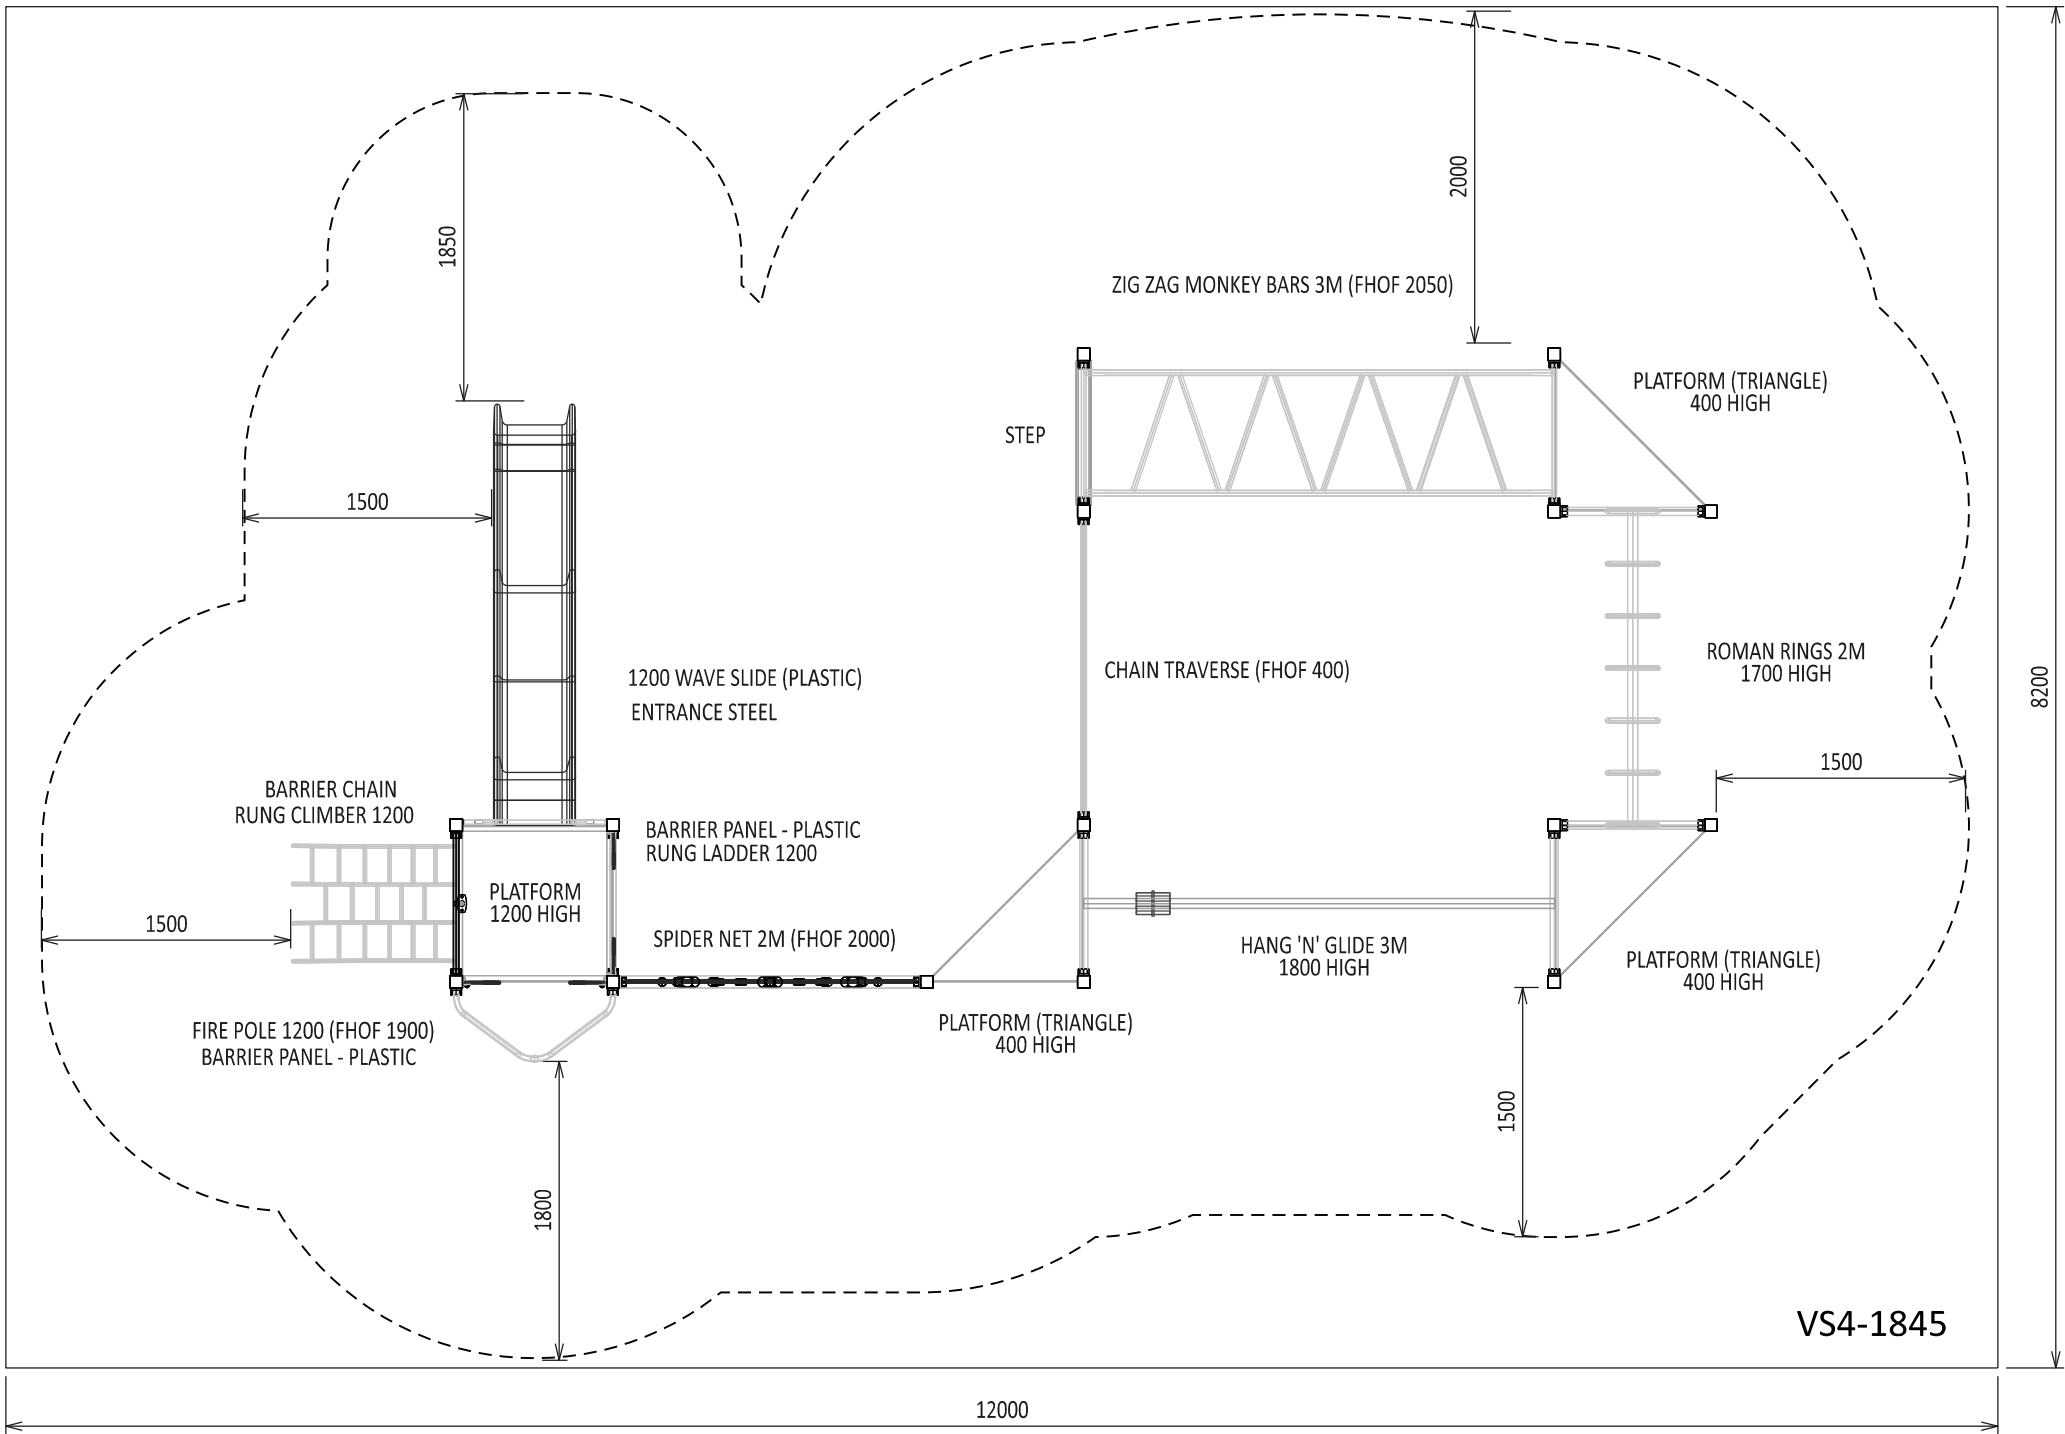 2000
1850
ZIG ZAG MONKEY BARS 3M (FHOF 2050)
PLATFORM (TRIANGLE)
400 HIGH
STEP
1500
1200 WAVE SLIDE (PLASTIC)
ENTRANCE STEEL
CHAIN TRAVERSE (FHOF 400)
ROMAN RINGS 2M
1700 HIGH
8200
1500
BARRIER CHAIN
RUNG CLIMBER 1200
BARRIER PANEL - PLASTIC
RUNG LADDER 1200
PLATFORM
1200 HIGH
1500
SPIDER NET 2M (FHOF 2000)
HANG 'N' GLIDE 3M
1800 HIGH
PLATFORM (TRIANGLE)
400 HIGH
FIRE POLE 1200 (FHOF 1900)
BARRIER PANEL - PLASTIC
PLATFORM (TRIANGLE)
400 HIGH
1500
1800
VS4-1845
12000